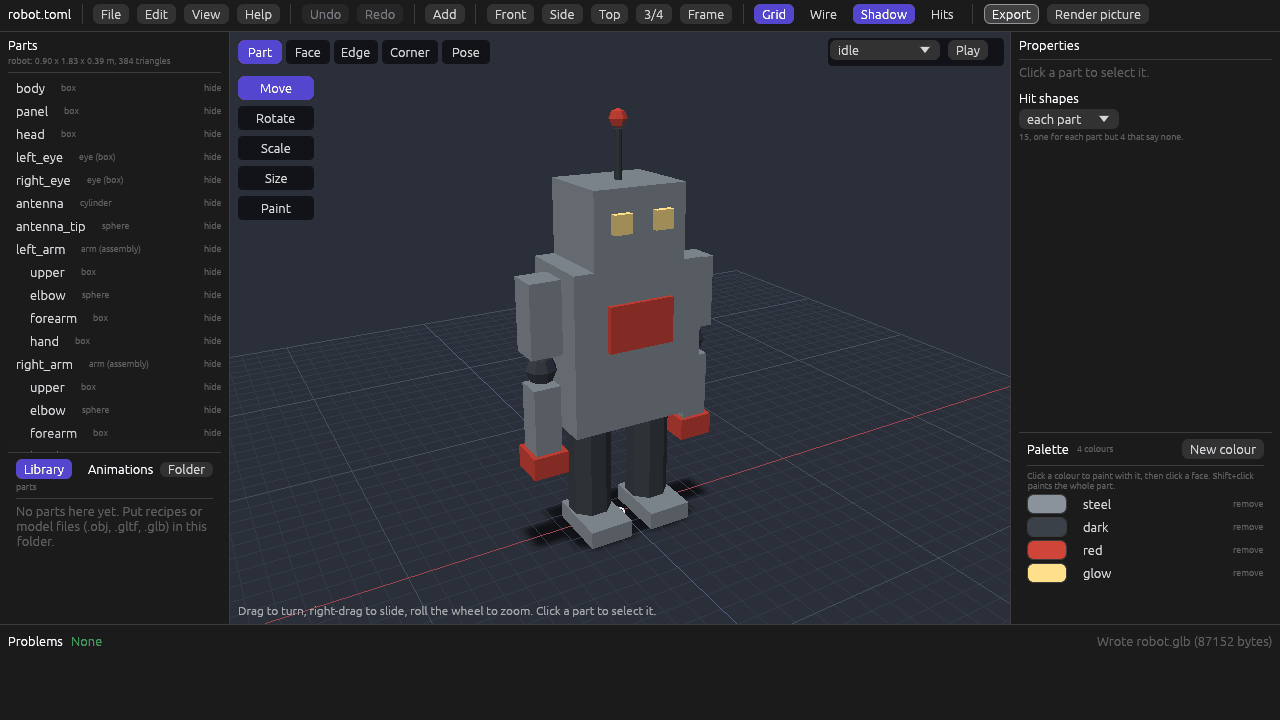 robot.toml File Edit View Help Undo Redo Add Front Side Top 3/4 Frame Grid Wire Shadow Hits Export Render picture
Parts
robot: 0.90 x 1.83 x 0.39 m, 384 triangles
body box hide
panel box hide
head box hide
left_eye eye (box) hide
right_eye eye (box) hide
antenna cylinder hide
antenna_tip sphere hide
left_arm arm (assembly) hide
upper box hide
elbow sphere hide
forearm box hide
hand box hide
right_arm arm (assembly) hide
upper box hide
elbow sphere hide
forearm box hide
Library Animations Folder
parts
No parts here yet. Put recipes or
model files (.obj, .gltf, .glb) in this
folder.
Part Face Edge Corner Pose
Move
Rotate
Scale
Size
Paint
idle Play
Drag to turn, right-drag to slide, roll the wheel to zoom. Click a part to select it.
Properties
Click a part to select it.
Hit shapes
each part
15, one for each part but 4 that say none.
Palette 4 colours New colour
Click a colour to paint with it, then click a face. Shift+click
paints the whole part.
steel remove
dark remove
red remove
glow remove
Problems None
Wrote robot.glb (87152 bytes)